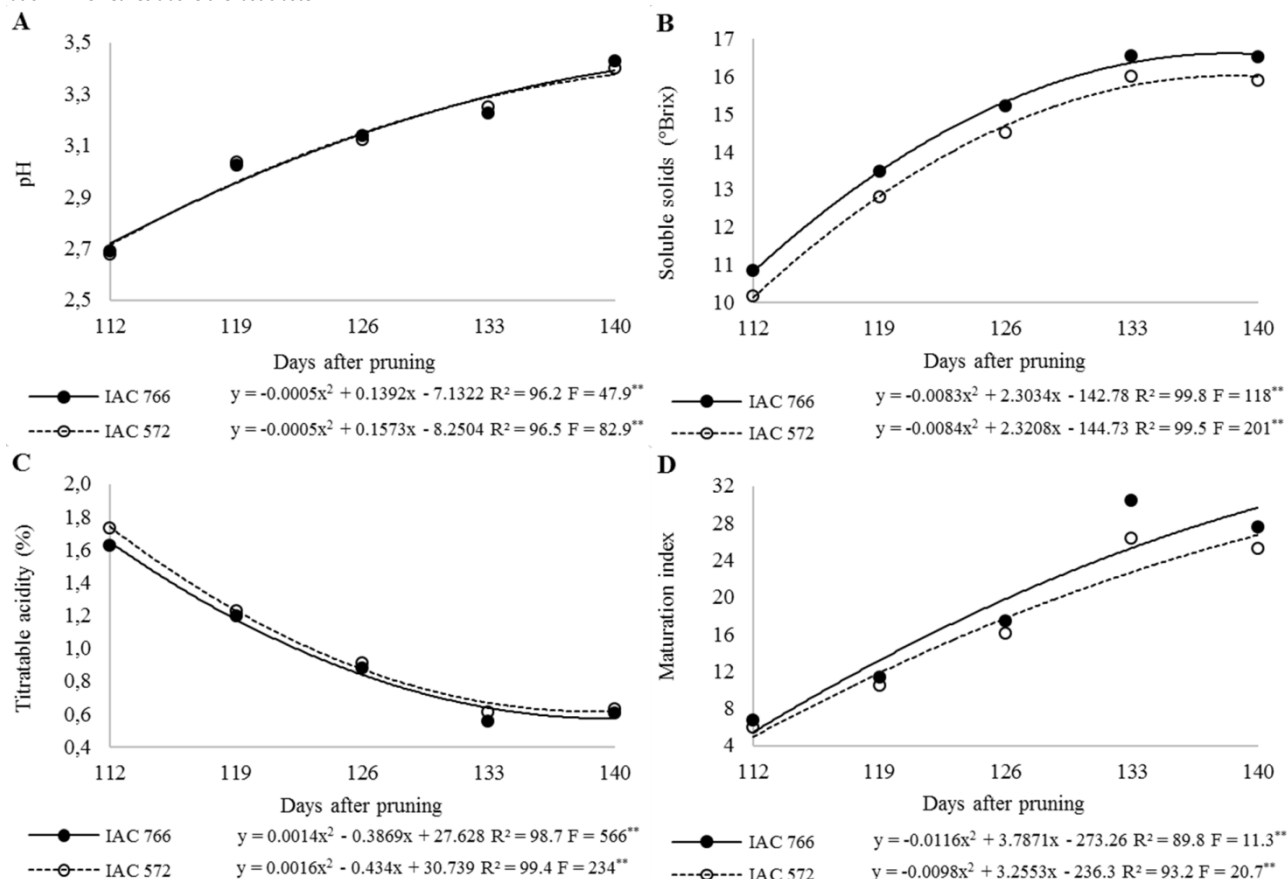 A
3,5
3,3
3,1
2,9
2,7
2,5
pH
112 119 126 133 140
Days after pruning
IAC 766 y = -0.0005x² + 0.1392x - 7.1322 R² = 96.2 F = 47.9**
IAC 572 y = -0.0005x² + 0.1573x - 8.2504 R² = 96.5 F = 82.9**
B
17
16
15
14
13
12
11
10
Soluble solids (ºBrix)
112 119 126 133 140
Days after pruning
IAC 766 y = -0.0083x² + 2.3034x - 142.78 R² = 99.8 F = 118**
IAC 572 y = -0.0084x² + 2.3208x - 144.73 R² = 99.5 F = 201**
C
2,0
1,8
1,6
1,4
1,2
1,0
0,8
0,6
0,4
Titratable acidity (%)
112 119 126 133 140
Days after pruning
IAC 766 y = 0.0014x² - 0.3869x + 27.628 R² = 98.7 F = 566**
IAC 572 y = 0.0016x² - 0.434x + 30.739 R² = 99.4 F = 234**
D
32
28
24
20
16
12
8
4
Maturation index
112 119 126 133 140
Days after pruning
IAC 766 y = -0.0116x² + 3.7871x - 273.26 R² = 89.8 F = 11.3**
IAC 572 y = -0.0098x² + 3.2553x - 236.3 R² = 93.2 F = 20.7**